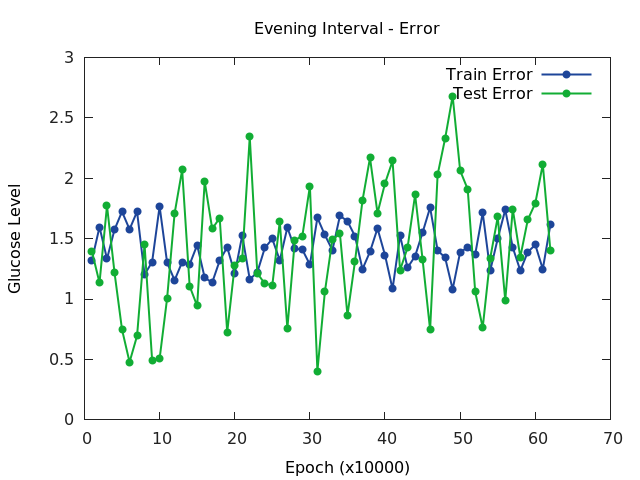 Evening Interval - Error
Train Error
Test Error
3
2.5
2
1.5
1
0.5
0
Glucose Level
0 10 20 30 40 50 60 70
Epoch (x10000)